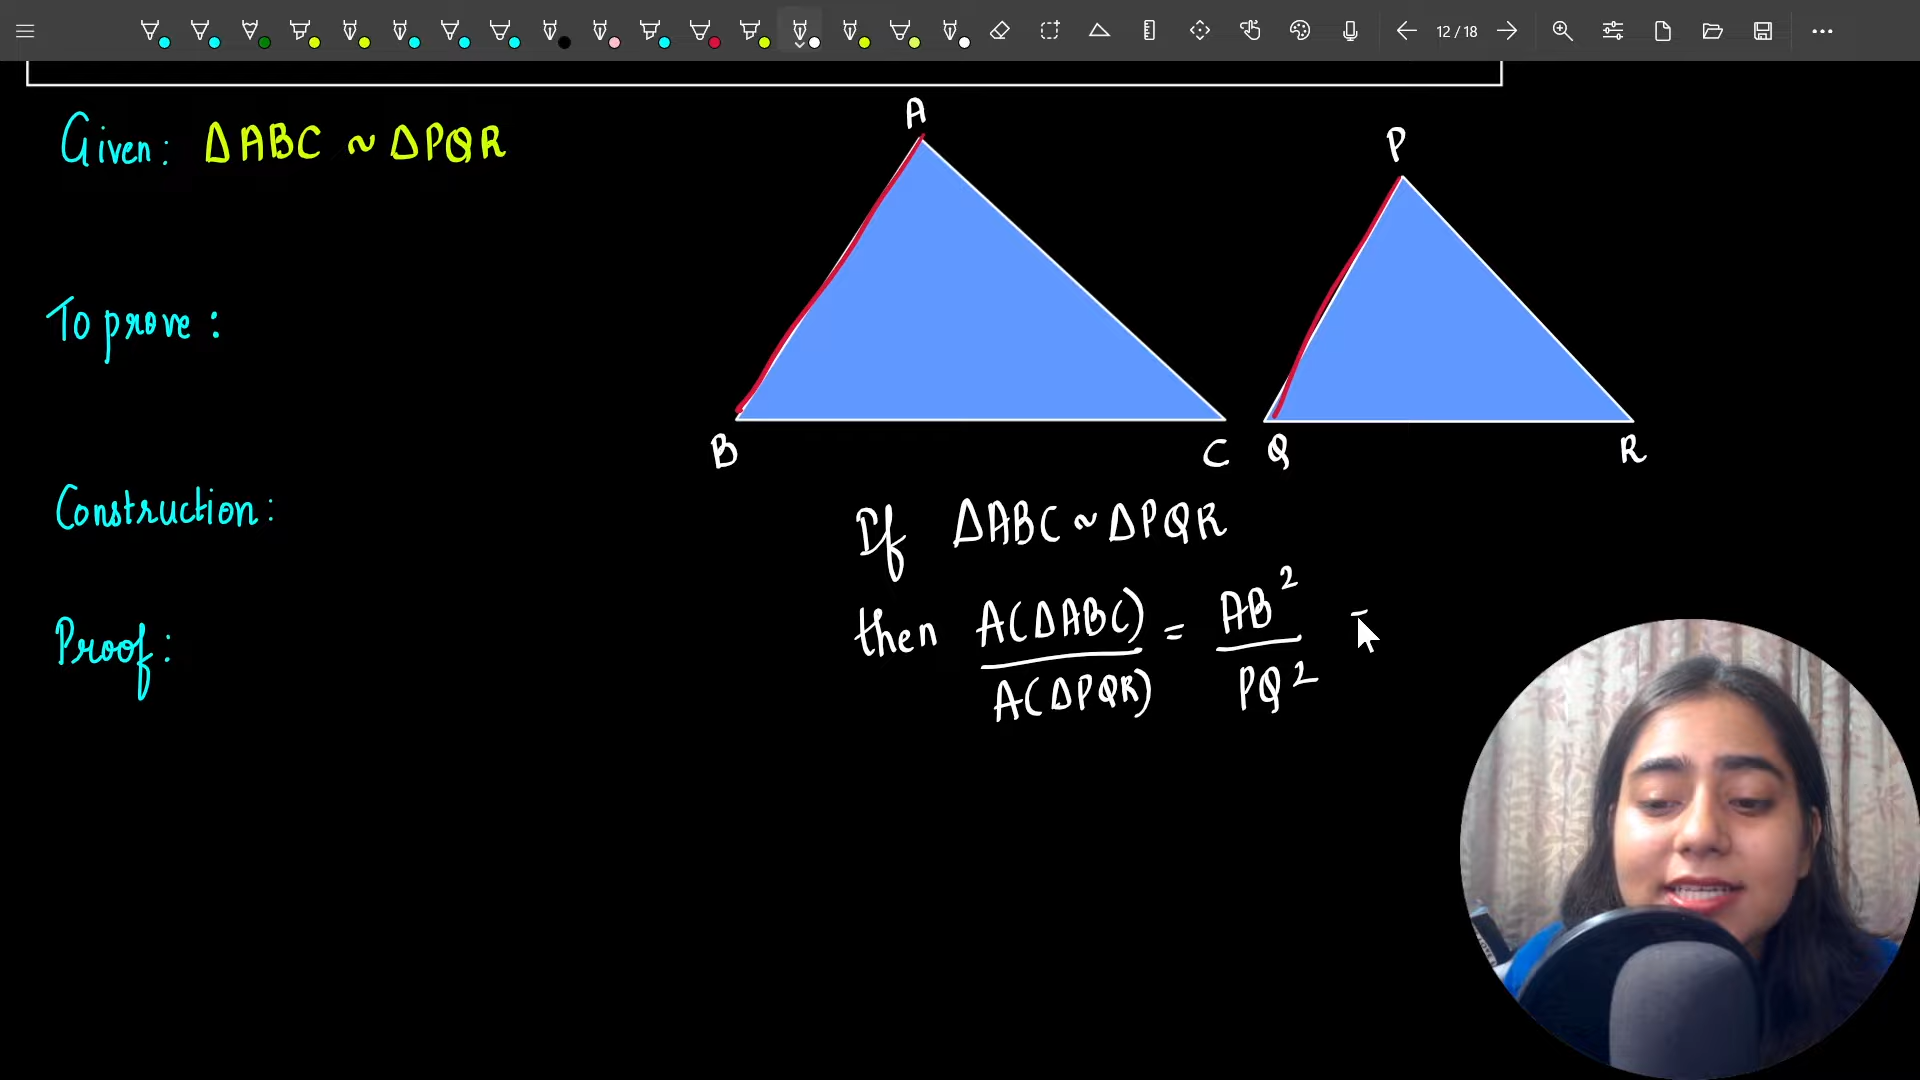 12 / 18
Given: ΔABC ~ ΔPQR
A
P
To prove :
B
C
Q
R
Construction :
If ΔABC ~ ΔPQR
Proof :
then A(ΔABC) / A(ΔPQR) = AB² / PQ² =